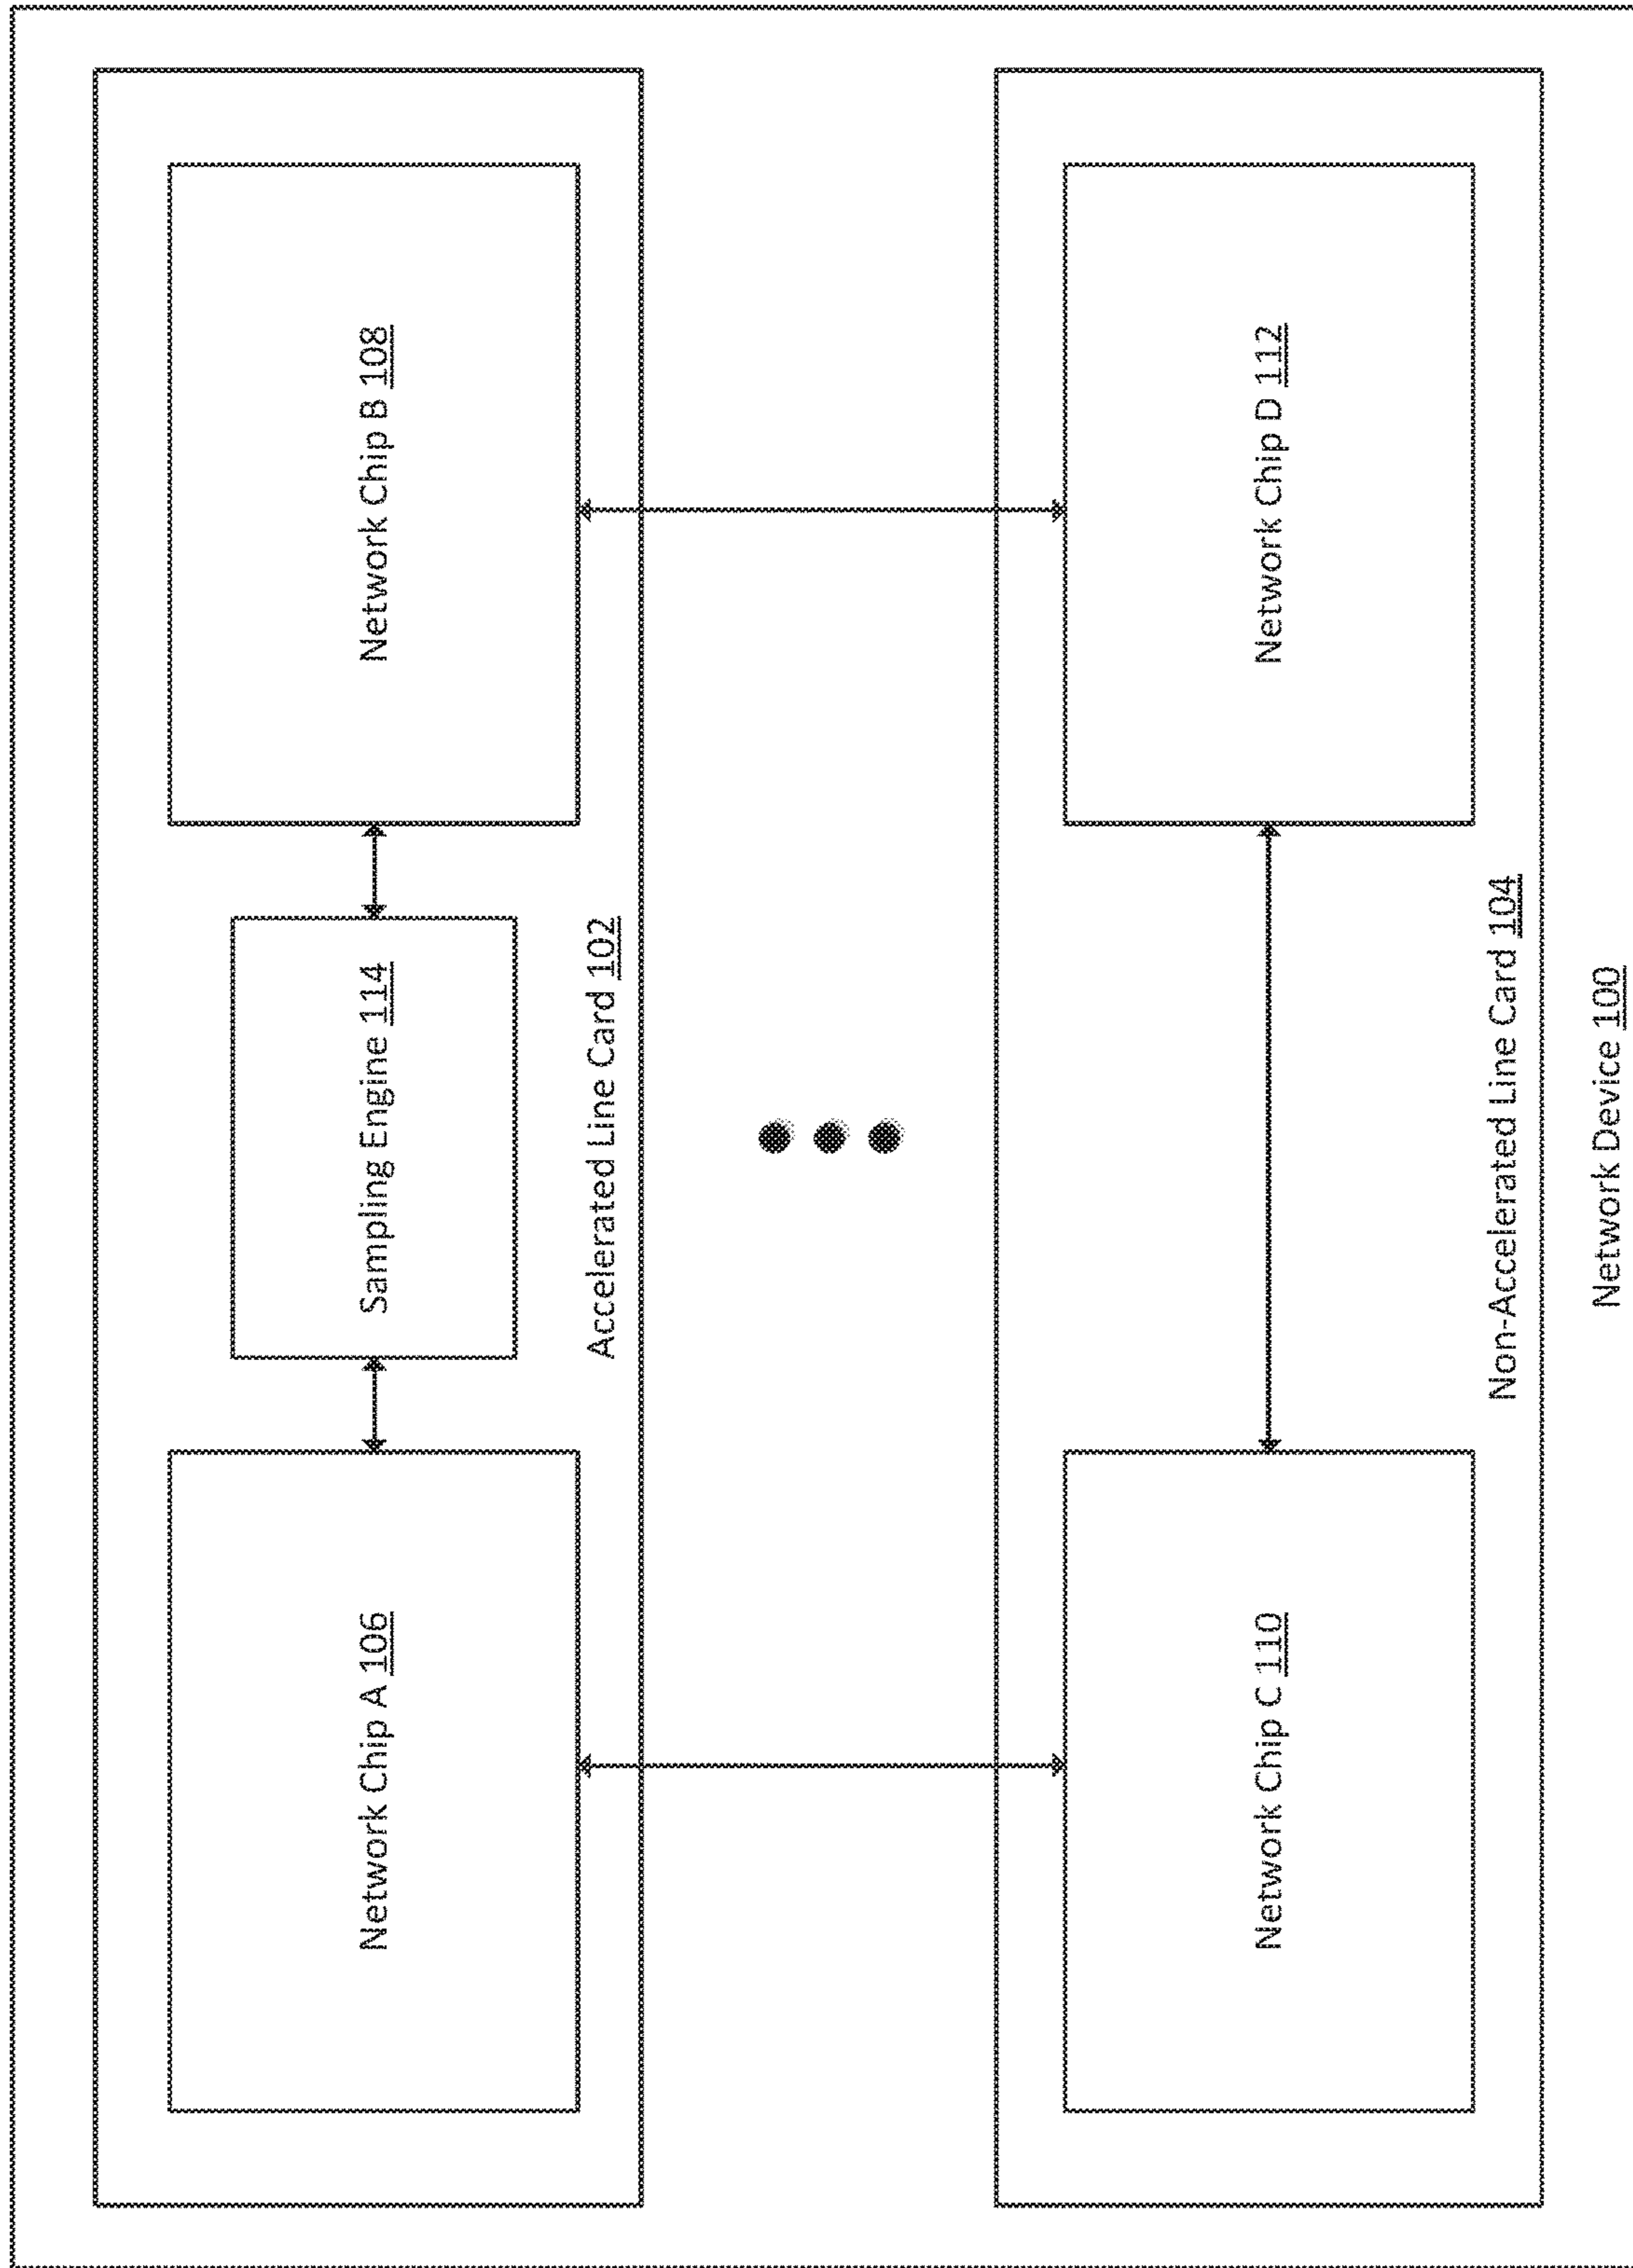 Network Chip A 106
Sampling Engine 114
Network Chip B 108
Accelerated Line Card 102
Network Chip C 110
Network Chip D 112
Non-Accelerated Line Card 104
Network Device 100